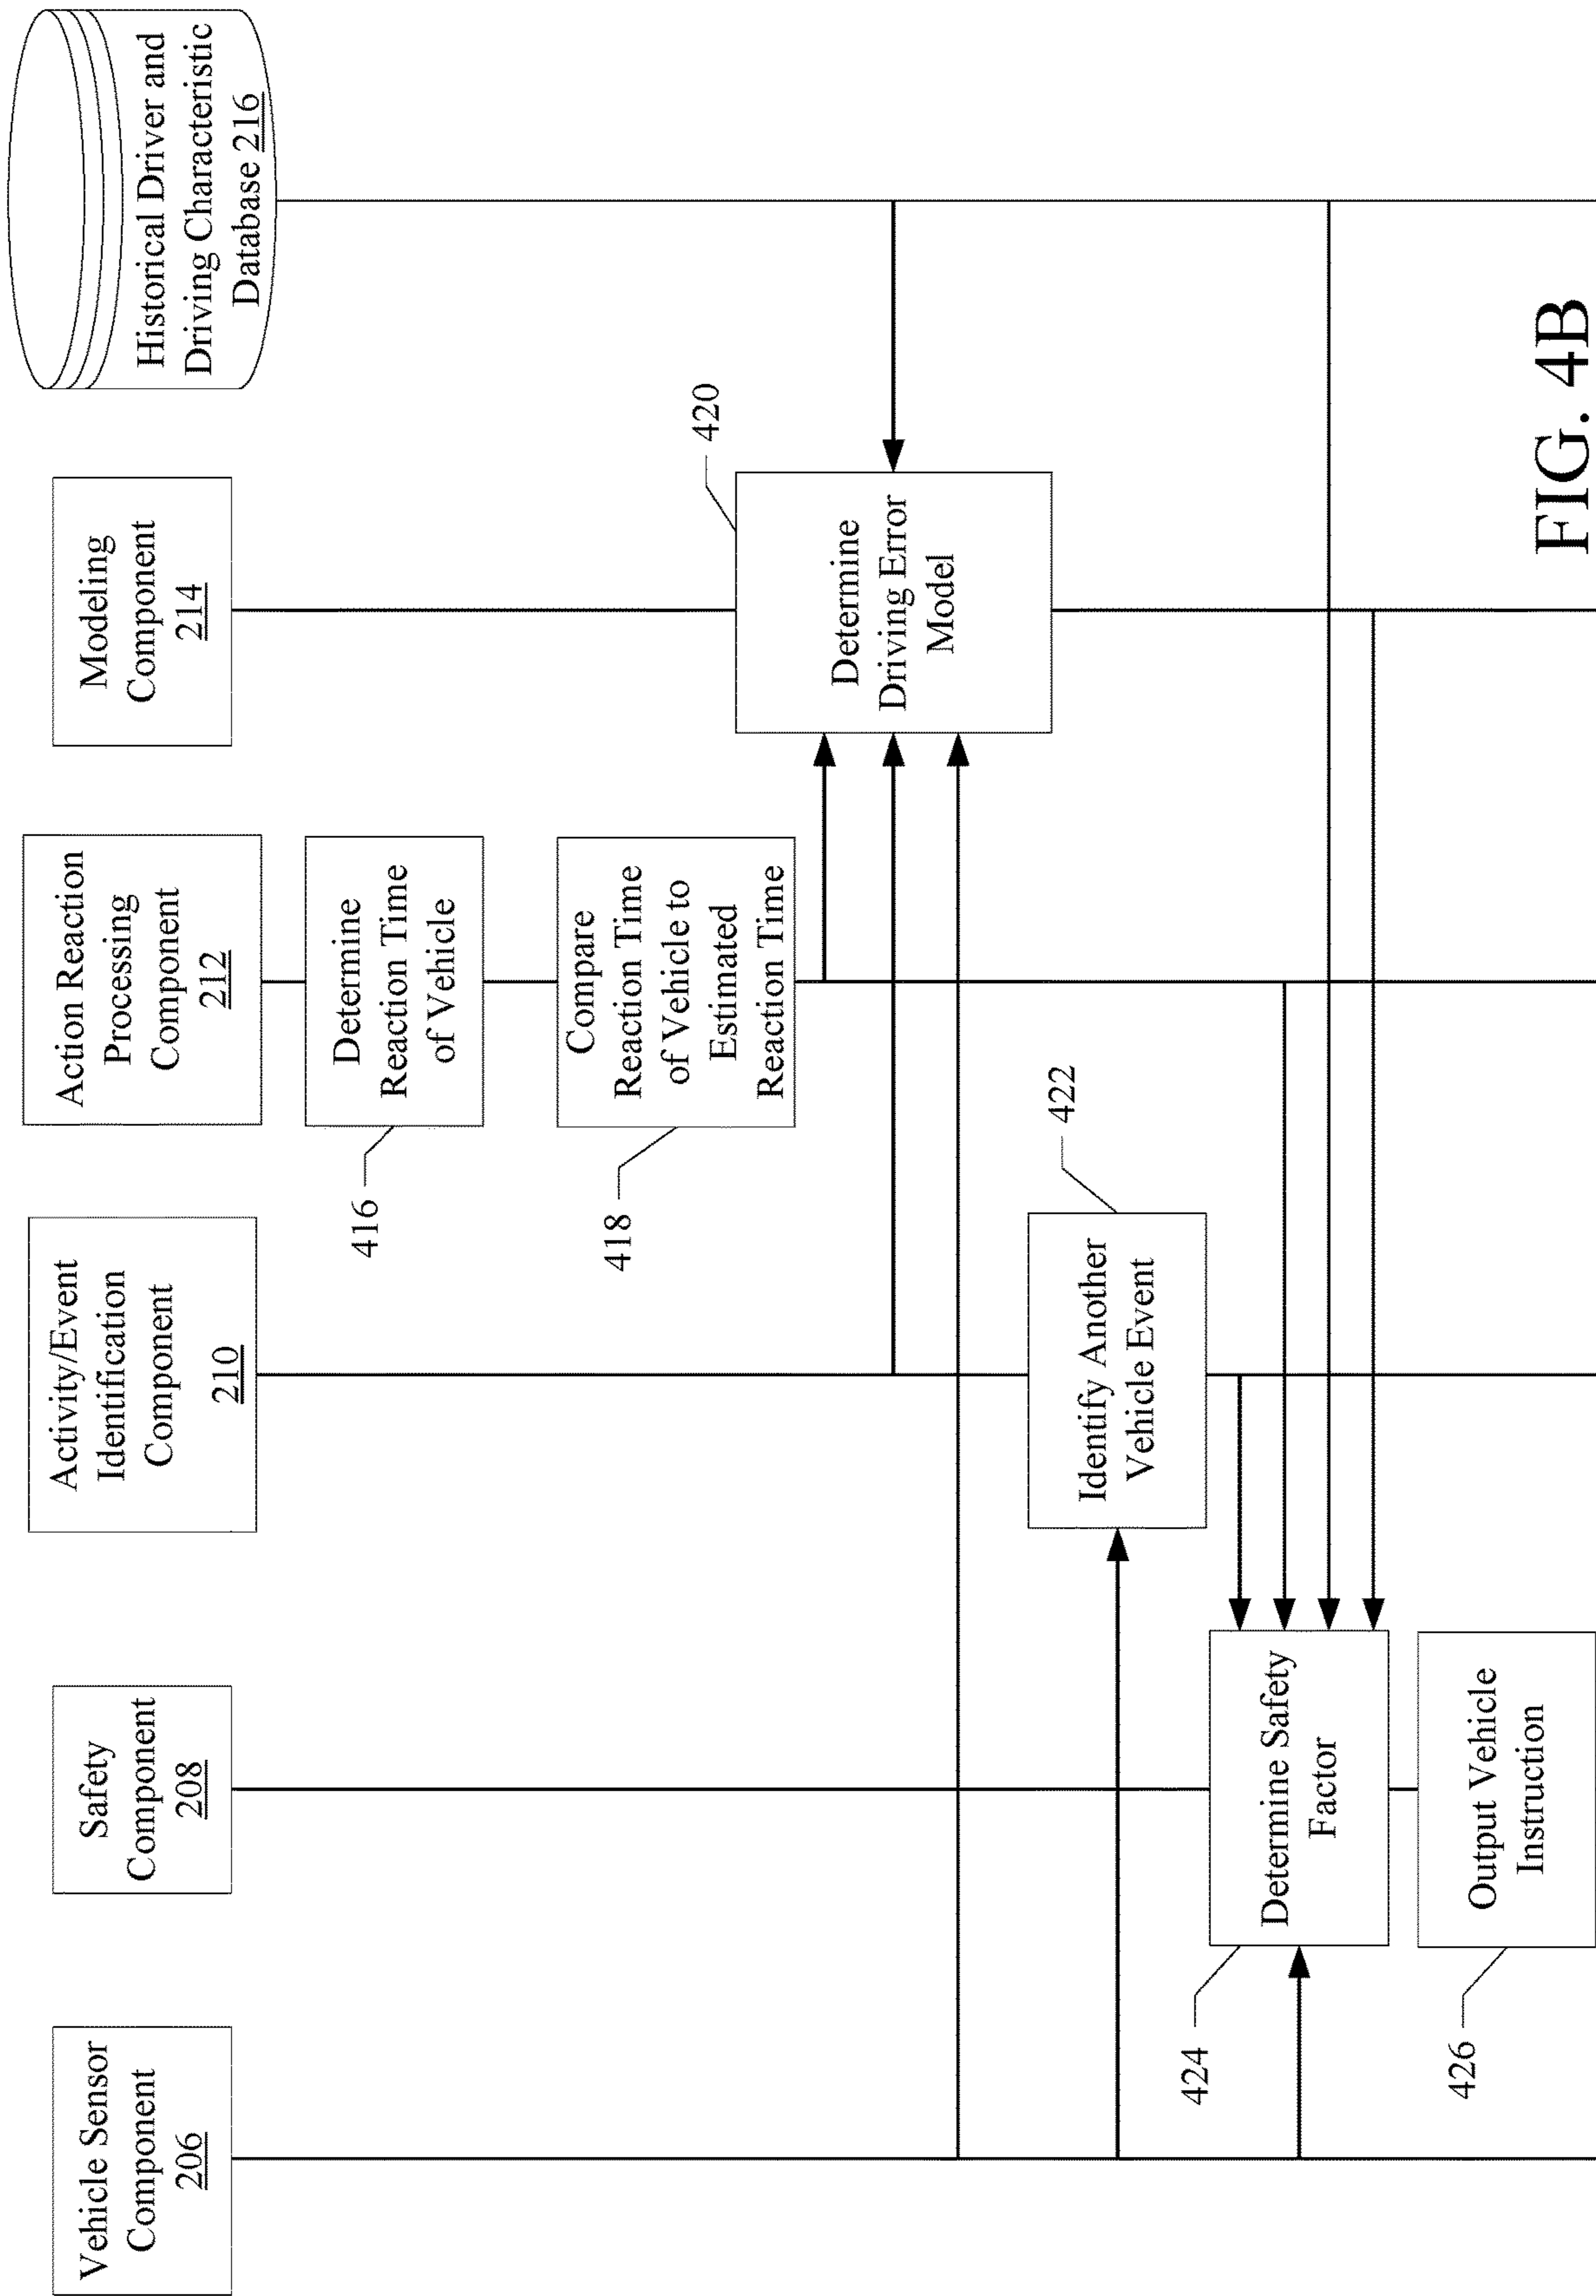 Vehicle Sensor
Component
206
Safety
Component
208
Activity/Event
Identification
Component
210
Action Reaction
Processing
Component
212
Modeling
Component
214
Historical Driver and
Driving Characteristic
Database 216
416
Determine
Reaction Time
of Vehicle
418
Compare
Reaction Time
of Vehicle to
Estimated
Reaction Time
420
Determine
Driving Error
Model
422
Identify Another
Vehicle Event
424
Determine Safety
Factor
426
Output Vehicle
Instruction
FIG. 4B